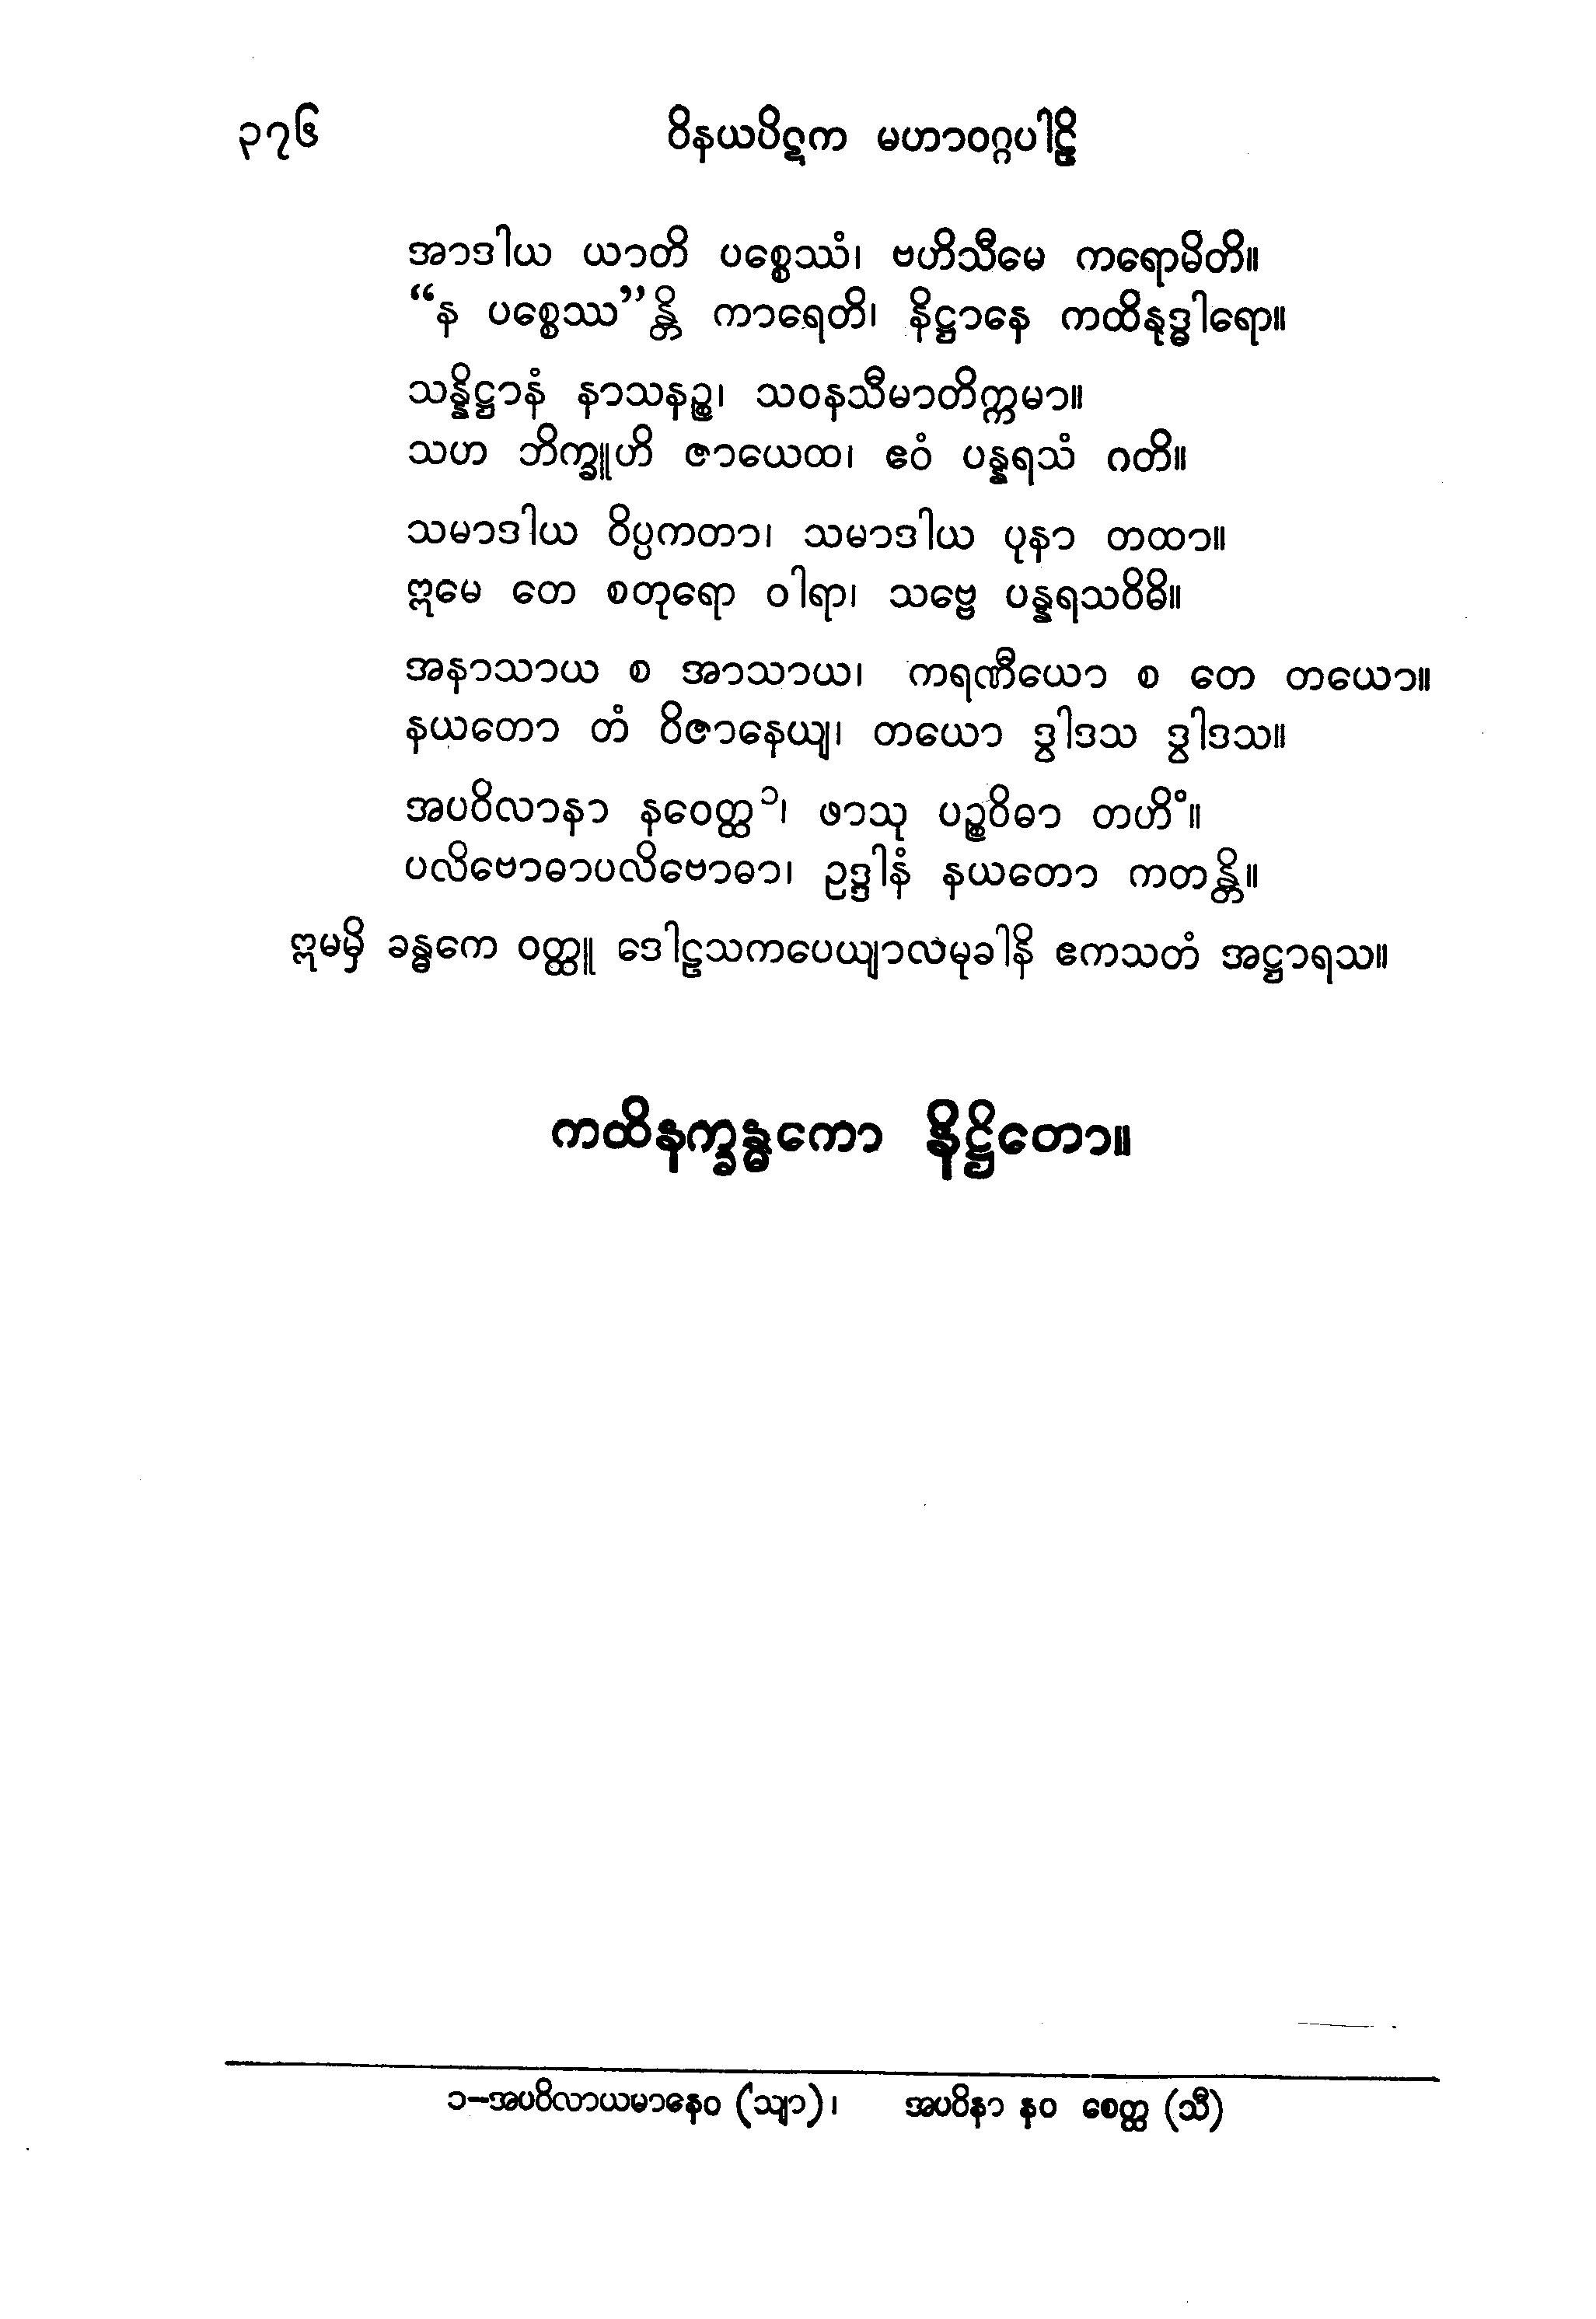 ၃၇၆ ဝိနယပိဋက မဟာဝဂ္ဂပါဠိ
အာဒါယ ယာတိ ပစ္စေဿံ၊ ဗဟိသီမေ ကရောမိတိ။
“န ပစ္စေဿ”န္တိ ကာရေတိ၊ နိဋ္ဌာနေ ကထိနုဒ္ဓါရော။
သန္နိဋ္ဌာနံ နာသနဉ္စ၊ သဝနသီမာတိက္ကမာ။
သဟ ဘိက္ခူဟိ ဇာယေထ၊ ဧဝံ ပန္နရသံ ဂတိ။
သမာဒါယ ဝိပ္ပကတာ၊ သမာဒါယ ပုနာ တထာ။
ဣမေ တေ စတုရော ဝါရာ၊ သဗ္ဗေ ပန္နရသဝိဓိ။
အနာသာယ စ အာသာယ၊ ကရဏီယော စ တေ တယော။
နယတော တံ ဝိဇာနေယျ၊ တယော ဒွါဒသ ဒွါဒသ။
အပဝိလာနာ နဝေတ္ထ၁၊ ဖာသု ပဉ္စဝိဓာ တဟိံ။
ပလိဗောဓာပလိဗောဓာ၊ ဥဒ္ဒါနံ နယတော ကတန္တိ။
ဣမမှိ ခန္ဓကေ ဝတ္ထူ ဒေါဠသကပေယျာလမုခါနိ ဧကသတံ အဋ္ဌာရသ။
ကထိနက္ခန္ဓကော နိဋ္ဌိတော။
၁–အပဝိလာယမာနေဝ (သျာ)၊ အပဝိနာ နဝ စေတ္ထ (သီ)